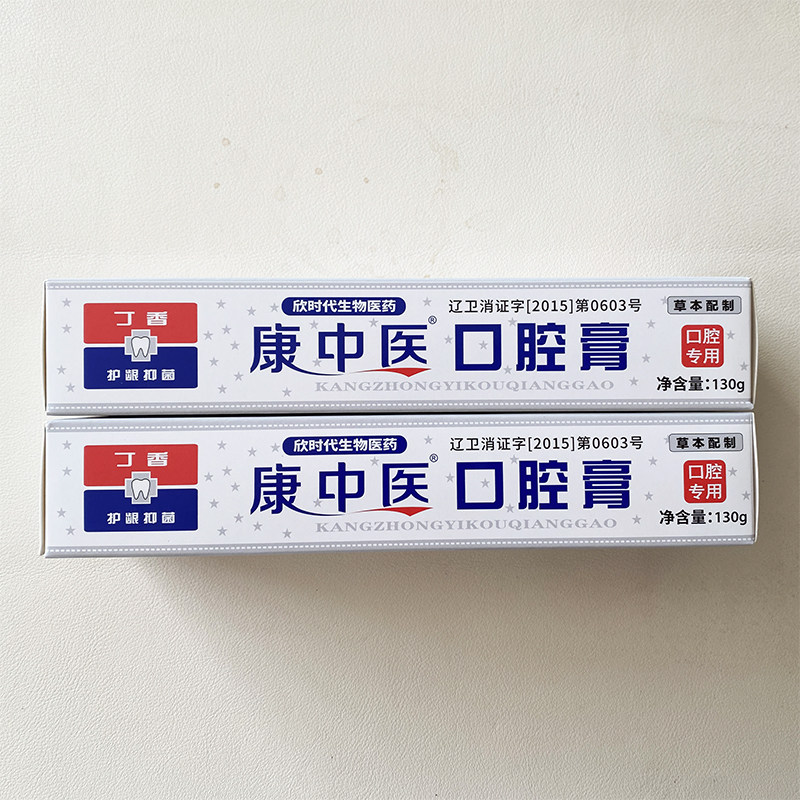 丁香
护龈抑菌
欣时代生物医药
辽卫消证字[2015]第0603号
草本配制
康中医® 口腔膏
KANGZHONGYIKOUQIANGGAO
口腔
专用
净含量：130g
丁香
护龈抑菌
欣时代生物医药
辽卫消证字[2015]第0603号
草本配制
康中医® 口腔膏
KANGZHONGYIKOUQIANGGAO
口腔
专用
净含量：130g